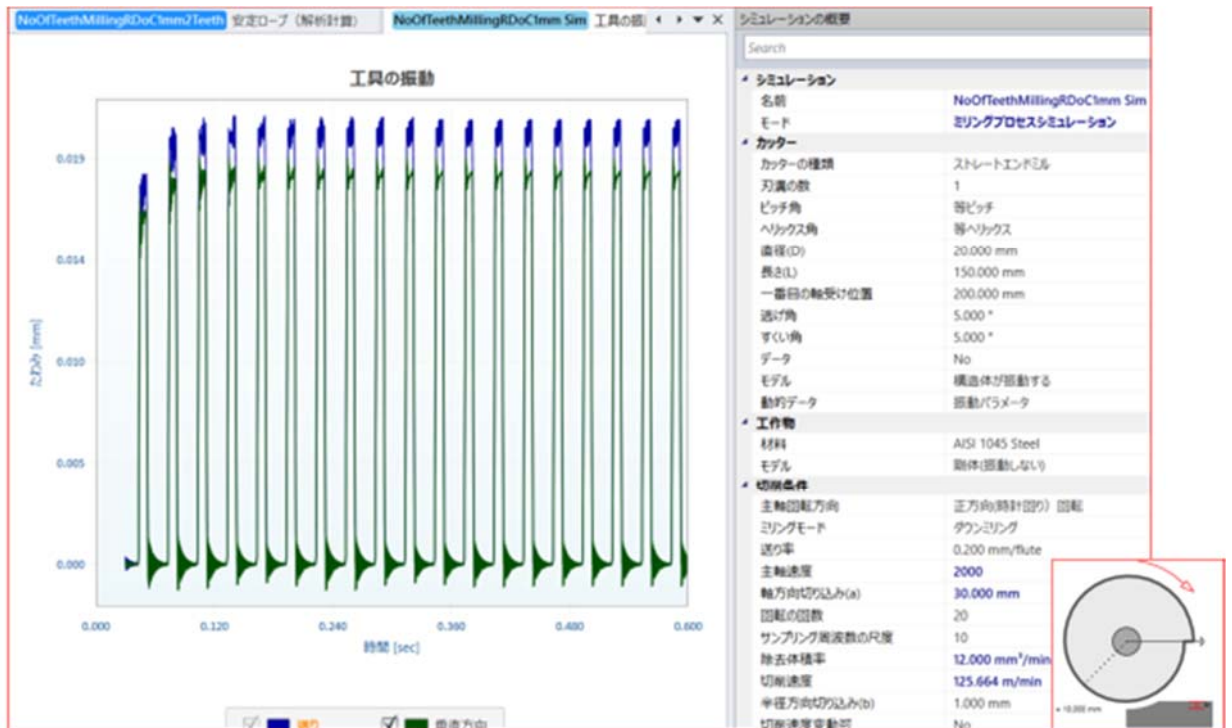 NoOfTeethMillingRDoC1mm2Teeth 安定ローブ（解析計算） NoOfTeethMillingRDoC1mm Sim 工具の振
工具の振動
0.019
0.014
0.010
0.005
0.000
たわみ [mm]
0.000 0.120 0.240 0.360 0.480 0.600
時間 [sec]
送り 垂直方向
シミュレーションの概要
Search
シミュレーション
名前 NoOfTeethMillingRDoC1mm Sim
モード ミリングプロセスシミュレーション
カッター
カッターの種類 ストレートエンドミル
刃溝の数 1
ピッチ角 等ピッチ
ヘリックス角 等ヘリックス
直径(D) 20.000 mm
長さ(L) 150.000 mm
一番目の軸受け位置 200.000 mm
逃げ角 5.000 °
すくい角 5.000 °
データ No
モデル 構造体が振動する
動的データ 振動パラメータ
工作物
材料 AISI 1045 Steel
モデル 剛体(振動しない)
切削条件
主軸回転方向 正方向(時計回り）回転
ミリングモード ダウンミリング
送り率 0.200 mm/flute
主軸速度 2000
軸方向切り込み(a) 30.000 mm
回転の回数 20
サンプリング周波数の尺度 10
除去体積率 12.000 mm³/min
切削速度 125.664 m/min
半径方向切り込み(b) 1.000 mm
切削速度変動可 No